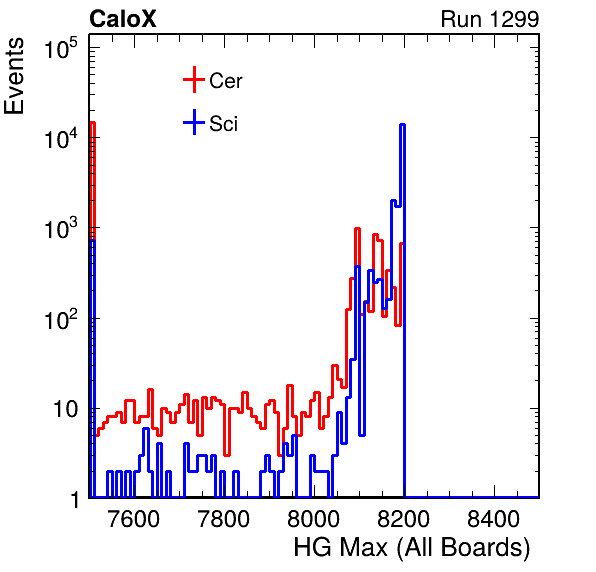 CaloX Run 1299
Events
Cer
Sci
10^5
10^4
10^3
10^2
10
1
7600 7800 8000 8200 8400
HG Max (All Boards)